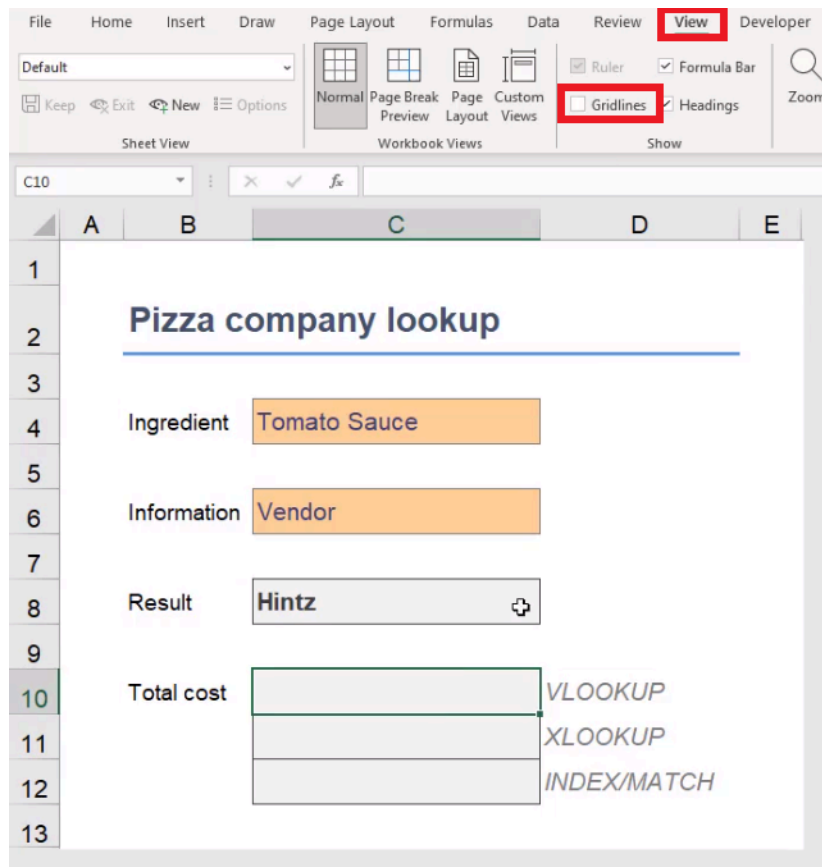 File Home Insert Draw Page Layout Formulas Data Review View Developer
Default
Normal Page Break Preview Page Layout Custom Views
Ruler Formula Bar
Zoom
Keep Exit New Options
Gridlines Headings
Sheet View Workbook Views Show
C10 fx
A B C D E
1
2 Pizza company lookup
3
4 Ingredient Tomato Sauce
5
6 Information Vendor
7
8 Result Hintz
9
10 Total cost VLOOKUP
11 XLOOKUP
12 INDEX/MATCH
13